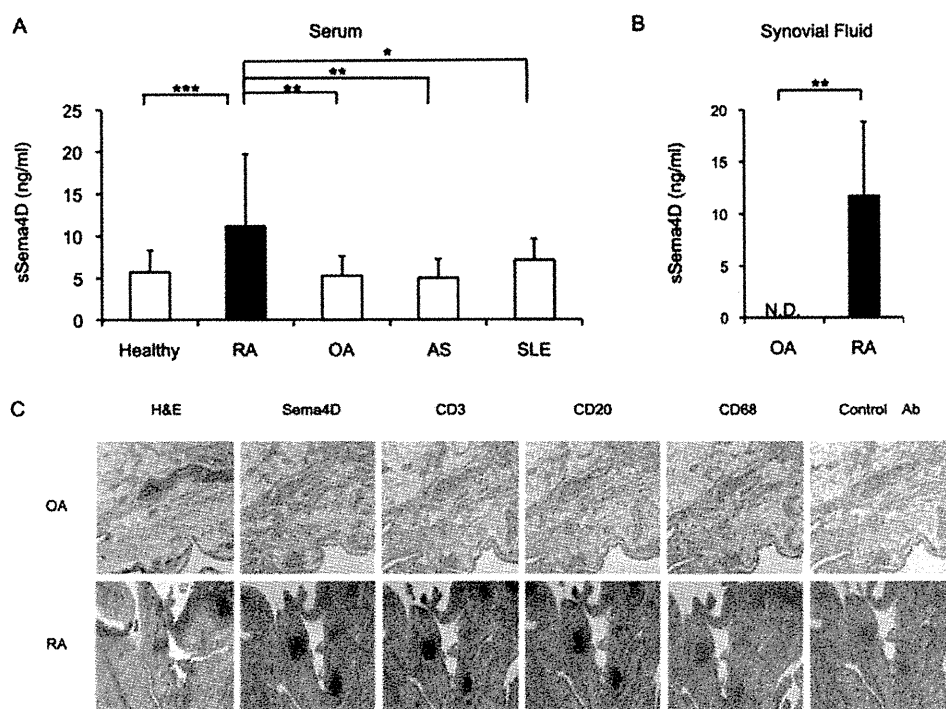 A
Serum
*
**
***
**
25
20
15
10
5
0
sSema4D (ng/ml)
Healthy RA OA AS SLE
B
Synovial Fluid
**
20
15
10
5
0
sSema4D (ng/ml)
N.D.
OA RA
C
H&E Sema4D CD3 CD20 CD68 Control Ab
OA
RA